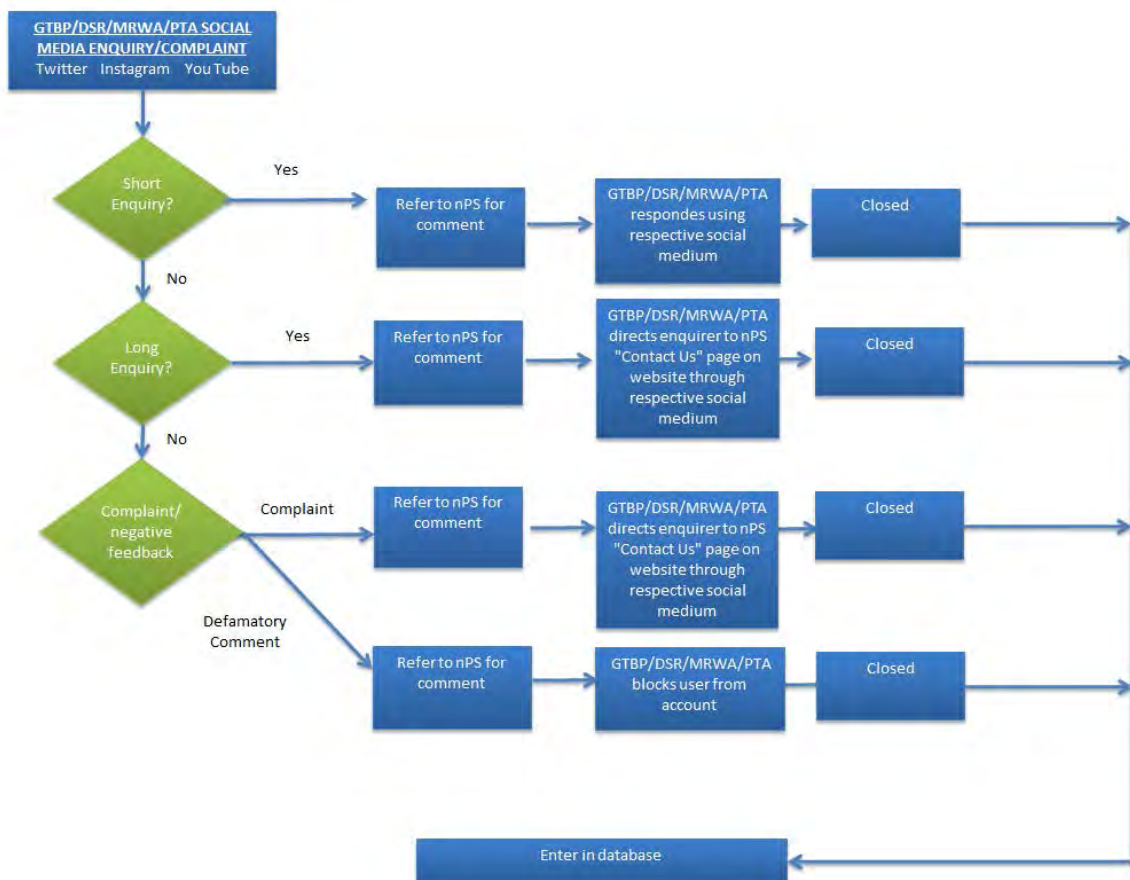 GTBP/DSR/MRWA/PTA SOCIAL
MEDIA ENQUIRY/COMPLAINT
Twitter Instagram You Tube
Short
Enquiry?
Yes
Refer to nPS for
comment
GTBP/DSR/MRWA/PTA
respondes using
respective social
medium
Closed
No
Long
Enquiry?
Yes
Refer to nPS for
comment
GTBP/DSR/MRWA/PTA
directs enquirer to nPS
"Contact Us" page on
website through
respective social
medium
Closed
No
Complaint/
negative
feedback
Complaint
Refer to nPS for
comment
GTBP/DSR/MRWA/PTA
directs enquirer to nPS
"Contact Us" page on
website through
respective social
medium
Closed
Defamatory
Comment
Refer to nPS for
comment
GTBP/DSR/MRWA/PTA
blocks user from
account
Closed
Enter in database